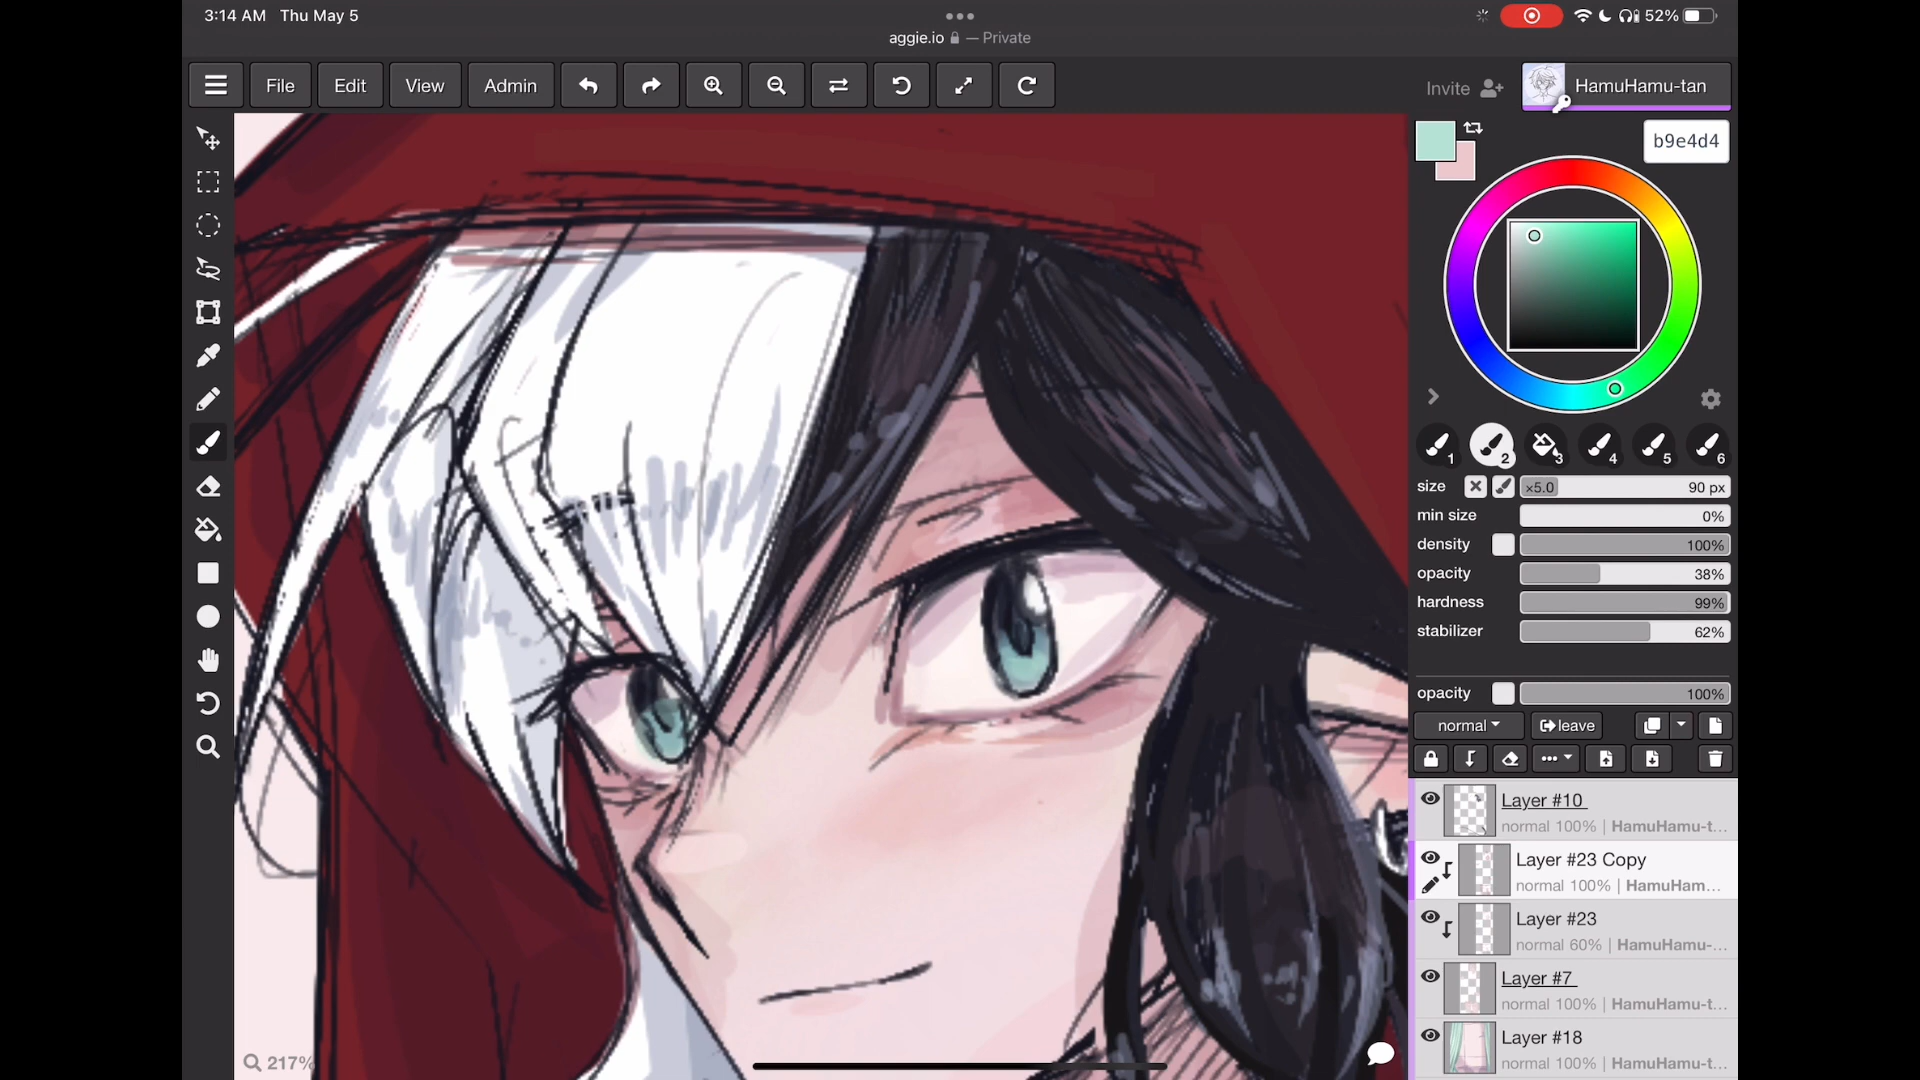 3:14 AM Thu May 5
52%
aggie.io — Private
File Edit View Admin
Invite HamuHamu-tan
b9e4d4
1 2 3 4 5 6
size ×5.0 90 px
min size 0%
density 100%
opacity 38%
hardness 99%
stabilizer 62%
opacity 100%
normal leave
Layer #10
normal 100% | HamuHamu-t...
Layer #23 Copy
normal 100% | HamuHam...
Layer #23
normal 60% | HamuHamu-...
Layer #7
normal 100% | HamuHamu-t...
Layer #18
normal 100% | HamuHamu-t...
217%